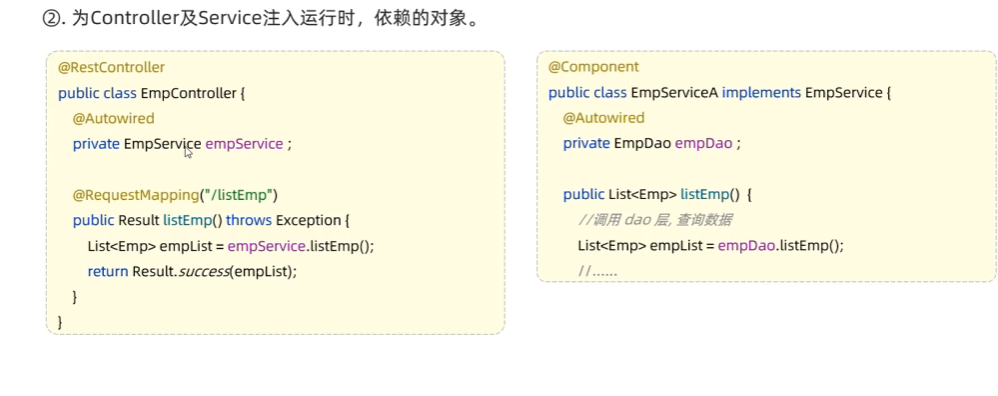 ②. 为Controller及Service注入运行时，依赖的对象。
@RestController
public class EmpController {
@Autowired
private EmpService empService ;
@RequestMapping("/listEmp")
public Result listEmp() throws Exception {
List<Emp> empList = empService.listEmp();
return Result.success(empList);
}
}
@Component
public class EmpServiceA implements EmpService {
@Autowired
private EmpDao empDao ;
public List<Emp> listEmp() {
//调用 dao 层, 查询数据
List<Emp> empList = empDao.listEmp();
//......